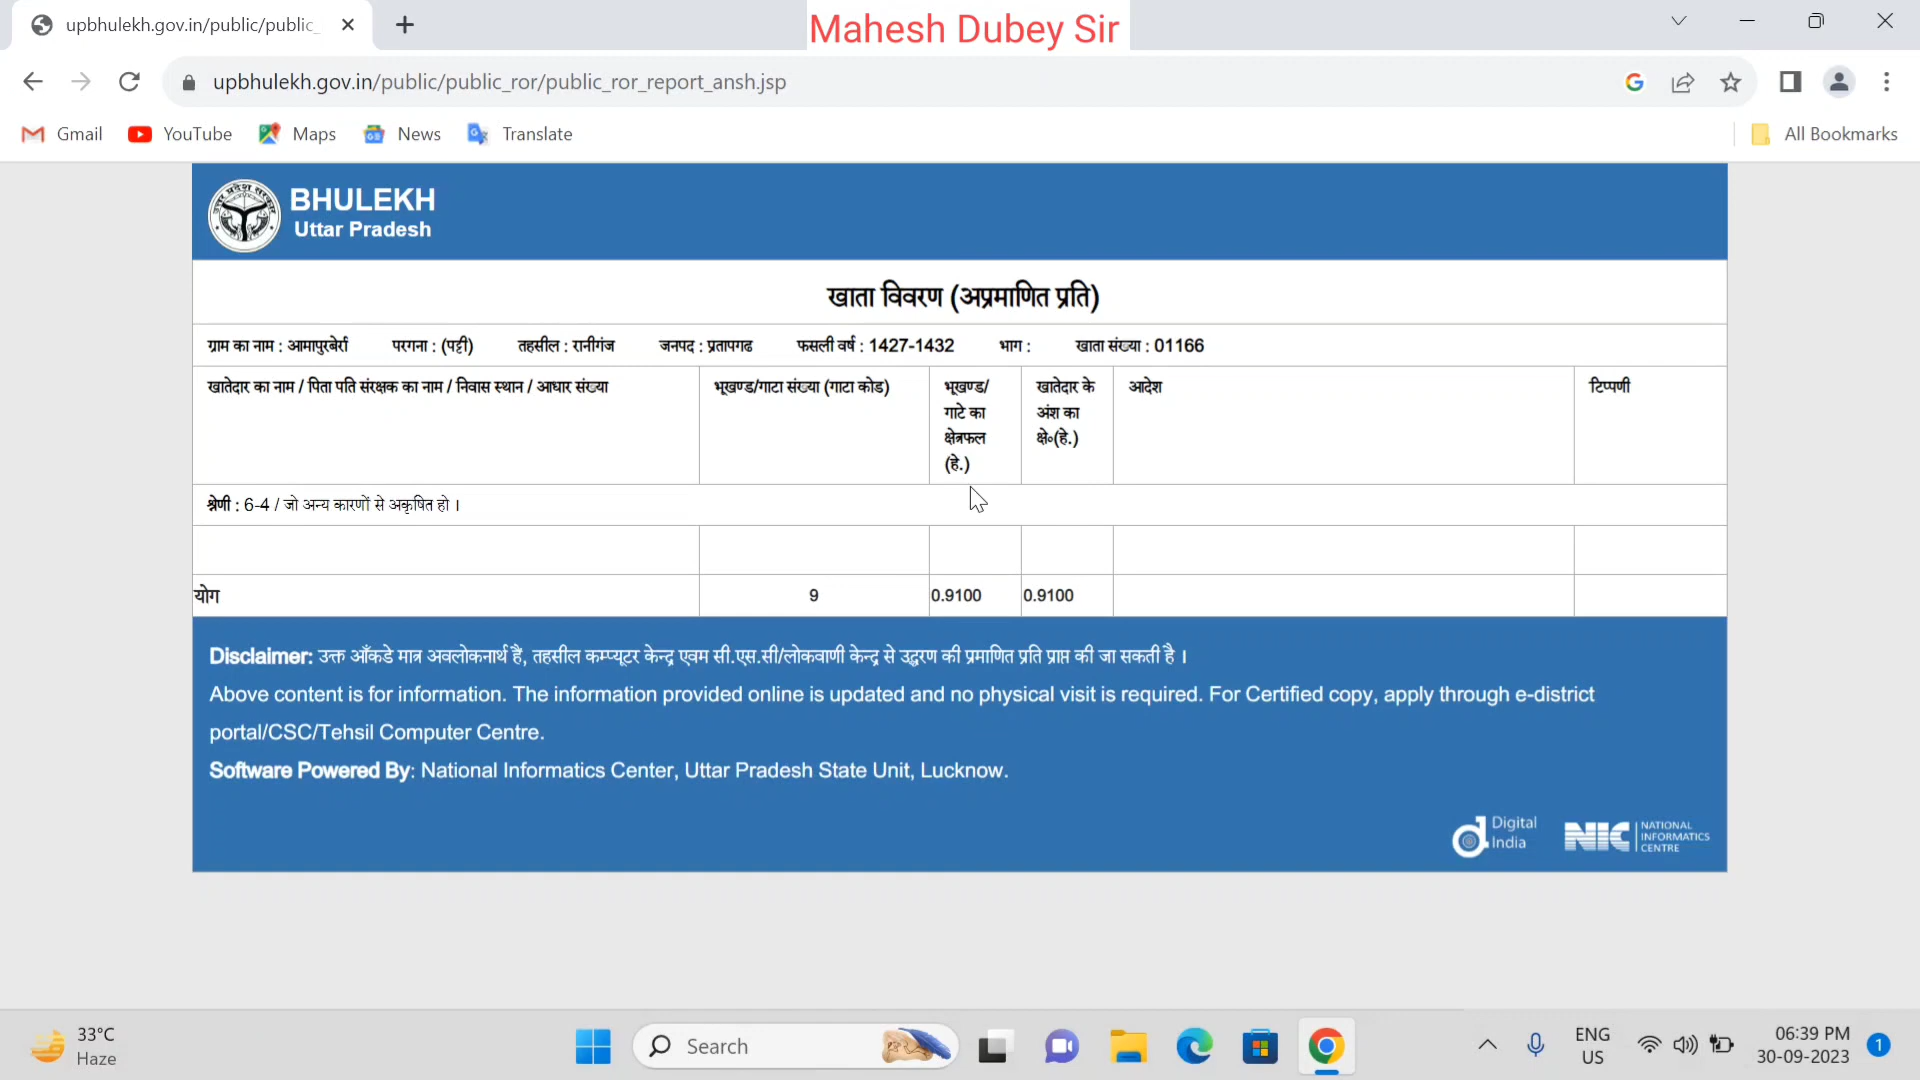 upbhulekh.gov.in/public/public_
Mahesh Dubey Sir
upbhulekh.gov.in/public/public_ror/public_ror_report_ansh.jsp
Gmail YouTube Maps News Translate All Bookmarks
BHULEKH
Uttar Pradesh
खाता विवरण (अप्रमाणित प्रति)
ग्राम का नाम : आमापुरबेर्रा परगना : (पट्टी) तहसील : रानीगंज जनपद : प्रतापगढ फसली वर्ष : 1427-1432 भाग : खाता संख्या : 01166
खातेदार का नाम / पिता पति संरक्षक का नाम / निवास स्थान / आधार संख्या
भूखण्ड/गाटा संख्या (गाटा कोड)
भूखण्ड/
गाटे का
क्षेत्रफल
(हे.)
खातेदार के
अंश का
क्षे०(हे.)
आदेश
टिप्पणी
श्रेणी : 6-4 / जो अन्य कारणों से अकृषित हो ।
योग 9 0.9100 0.9100
Disclaimer: उक्त आँकडे मात्र अवलोकनार्थ हैं, तहसील कम्प्यूटर केन्द्र एवम सी.एस.सी/लोकवाणी केन्द्र से उद्धरण की प्रमाणित प्रति प्राप्त की जा सकती है ।
Above content is for information. The information provided online is updated and no physical visit is required. For Certified copy, apply through e-district
portal/CSC/Tehsil Computer Centre.
Software Powered By: National Informatics Center, Uttar Pradesh State Unit, Lucknow.
Digital
India
NIC
NATIONAL
INFORMATICS
CENTRE
33°C
Haze
Search
ENG
US
06:39 PM
30-09-2023
1